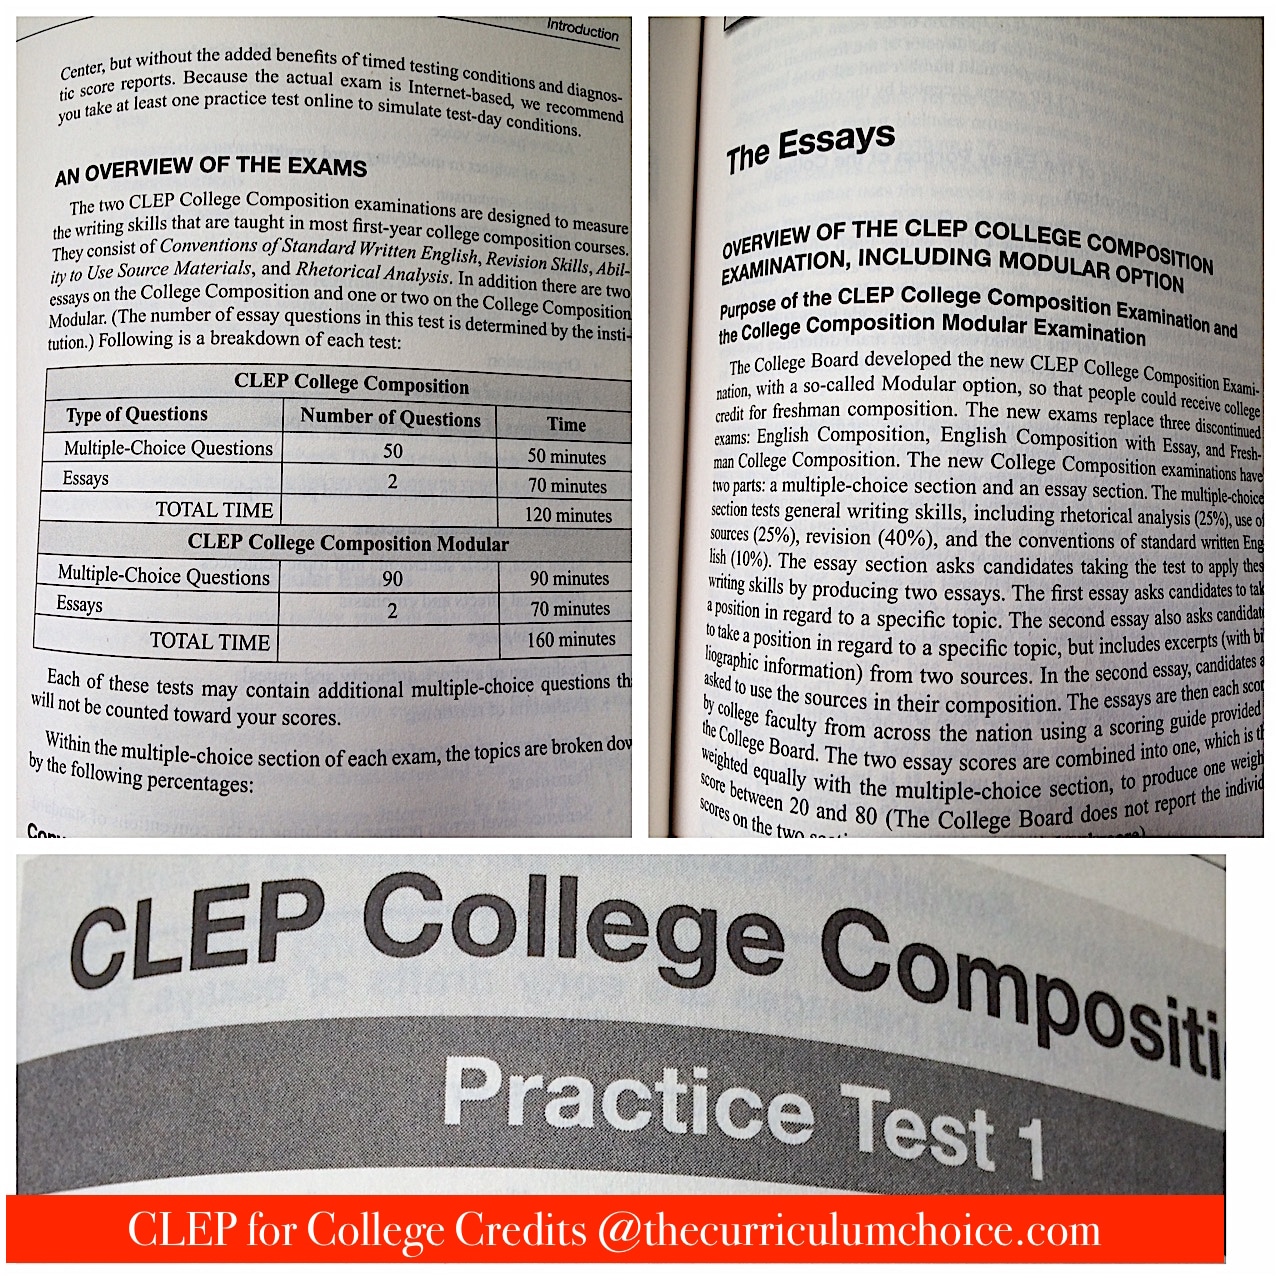 Introduction
Center, but without the added benefits of timed testing conditions and diagnos-
tic score reports. Because the actual exam is Internet-based, we recommend
you take at least one practice test online to simulate test-day conditions.
AN OVERVIEW OF THE EXAMS
The two CLEP College Composition examinations are designed to measure
the writing skills that are taught in most first-year college composition courses.
They consist of Conventions of Standard Written English, Revision Skills, Abil-
ity to Use Source Materials, and Rhetorical Analysis. In addition there are two
essays on the College Composition and one or two on the College Composition
Modular. (The number of essay questions in this test is determined by the insti-
tution.) Following is a breakdown of each test:
CLEP College Composition
Type of Questions Number of Questions Time
Multiple-Choice Questions 50 50 minutes
Essays 2 70 minutes
TOTAL TIME 120 minutes
CLEP College Composition Modular
Multiple-Choice Questions 90 90 minutes
Essays 2 70 minutes
TOTAL TIME 160 minutes
Each of these tests may contain additional multiple-choice questions th
will not be counted toward your scores.
Within the multiple-choice section of each exam, the topics are broken dow
by the following percentages:
The Essays
OVERVIEW OF THE CLEP COLLEGE COMPOSITION
EXAMINATION, INCLUDING MODULAR OPTION
Purpose of the CLEP College Composition Examination and
the College Composition Modular Examination
The College Board developed the new CLEP College Composition Exami-
nation, with a so-called Modular option, so that people could receive college
credit for freshman composition. The new exams replace three discontinued
exams: English Composition, English Composition with Essay, and Fresh-
man College Composition. The new College Composition examinations have
two parts: a multiple-choice section and an essay section. The multiple-choice
section tests general writing skills, including rhetorical analysis (25%), use of
sources (25%), revision (40%), and the conventions of standard written Eng
lish (10%). The essay section asks candidates taking the test to apply thes
writing skills by producing two essays. The first essay asks candidates to tak
a position in regard to a specific topic. The second essay also asks candidat
to take a position in regard to a specific topic, but includes excerpts (with bi
liographic information) from two sources. In the second essay, candidates a
asked to use the sources in their composition. The essays are then each scor
by college faculty from across the nation using a scoring guide provided
the College Board. The two essay scores are combined into one, which is th
weighted equally with the multiple-choice section, to produce one weigh
score between 20 and 80 (The College Board does not report the individ
scores on the two
CLEP College Compositi
Practice Test 1
CLEP for College Credits @thecurriculumchoice.com